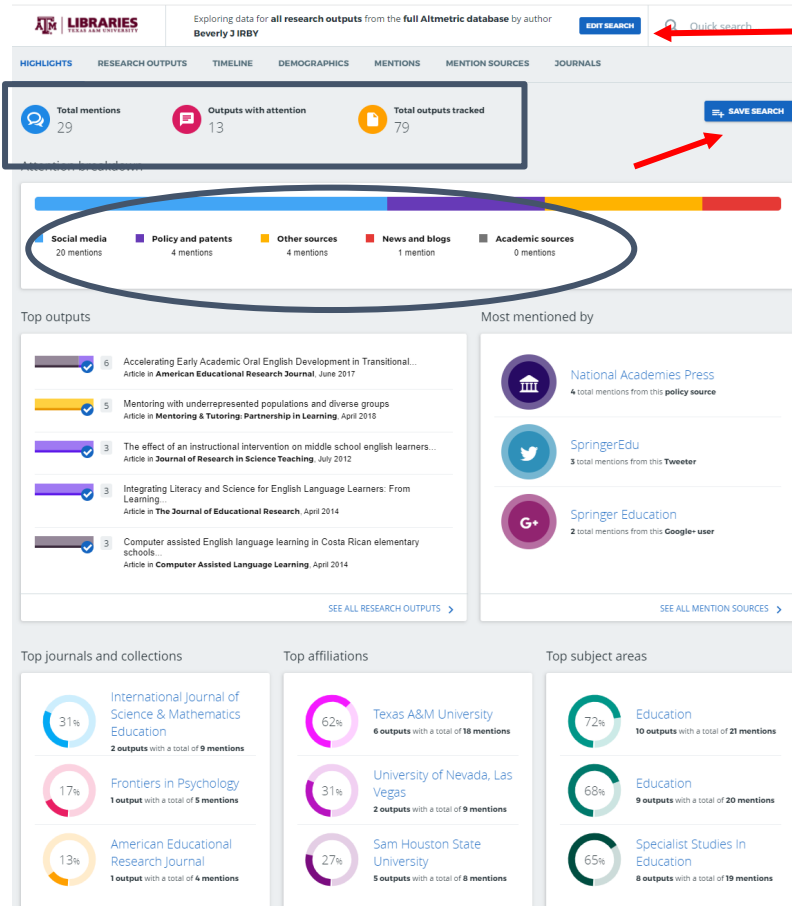 ATM LIBRARIES
TEXAS A&M UNIVERSITY
Exploring data for all research outputs from the full Altmetric database by author
Beverly J IRBY
EDIT SEARCH
Quick search
HIGHLIGHTS RESEARCH OUTPUTS TIMELINE DEMOGRAPHICS MENTIONS MENTION SOURCES JOURNALS
Total mentions
29
Outputs with attention
13
Total outputs tracked
79
SAVE SEARCH
Attention breakdown
Social media
20 mentions
Policy and patents
4 mentions
Other sources
4 mentions
News and blogs
1 mention
Academic sources
0 mentions
Top outputs
6 Accelerating Early Academic Oral English Development in Transitional...
Article in American Educational Research Journal, June 2017
5 Mentoring with underrepresented populations and diverse groups
Article in Mentoring & Tutoring: Partnership in Learning, April 2018
3 The effect of an instructional intervention on middle school english learners...
Article in Journal of Research in Science Teaching, July 2012
3 Integrating Literacy and Science for English Language Learners: From
Learning...
Article in The Journal of Educational Research, April 2014
3 Computer assisted English language learning in Costa Rican elementary
schools...
Article in Computer Assisted Language Learning, April 2014
SEE ALL RESEARCH OUTPUTS
Most mentioned by
National Academies Press
4 total mentions from this policy source
SpringerEdu
3 total mentions from this Tweeter
G+
Springer Education
2 total mentions from this Google+ user
SEE ALL MENTION SOURCES
Top journals and collections
31%
International Journal of
Science & Mathematics
Education
2 outputs with a total of 9 mentions
17%
Frontiers in Psychology
1 output with a total of 5 mentions
13%
American Educational
Research Journal
1 output with a total of 4 mentions
Top affiliations
62%
Texas A&M University
6 outputs with a total of 18 mentions
31%
University of Nevada, Las
Vegas
2 outputs with a total of 9 mentions
27%
Sam Houston State
University
5 outputs with a total of 8 mentions
Top subject areas
72%
Education
10 outputs with a total of 21 mentions
68%
Education
9 outputs with a total of 20 mentions
65%
Specialist Studies In
Education
8 outputs with a total of 19 mentions